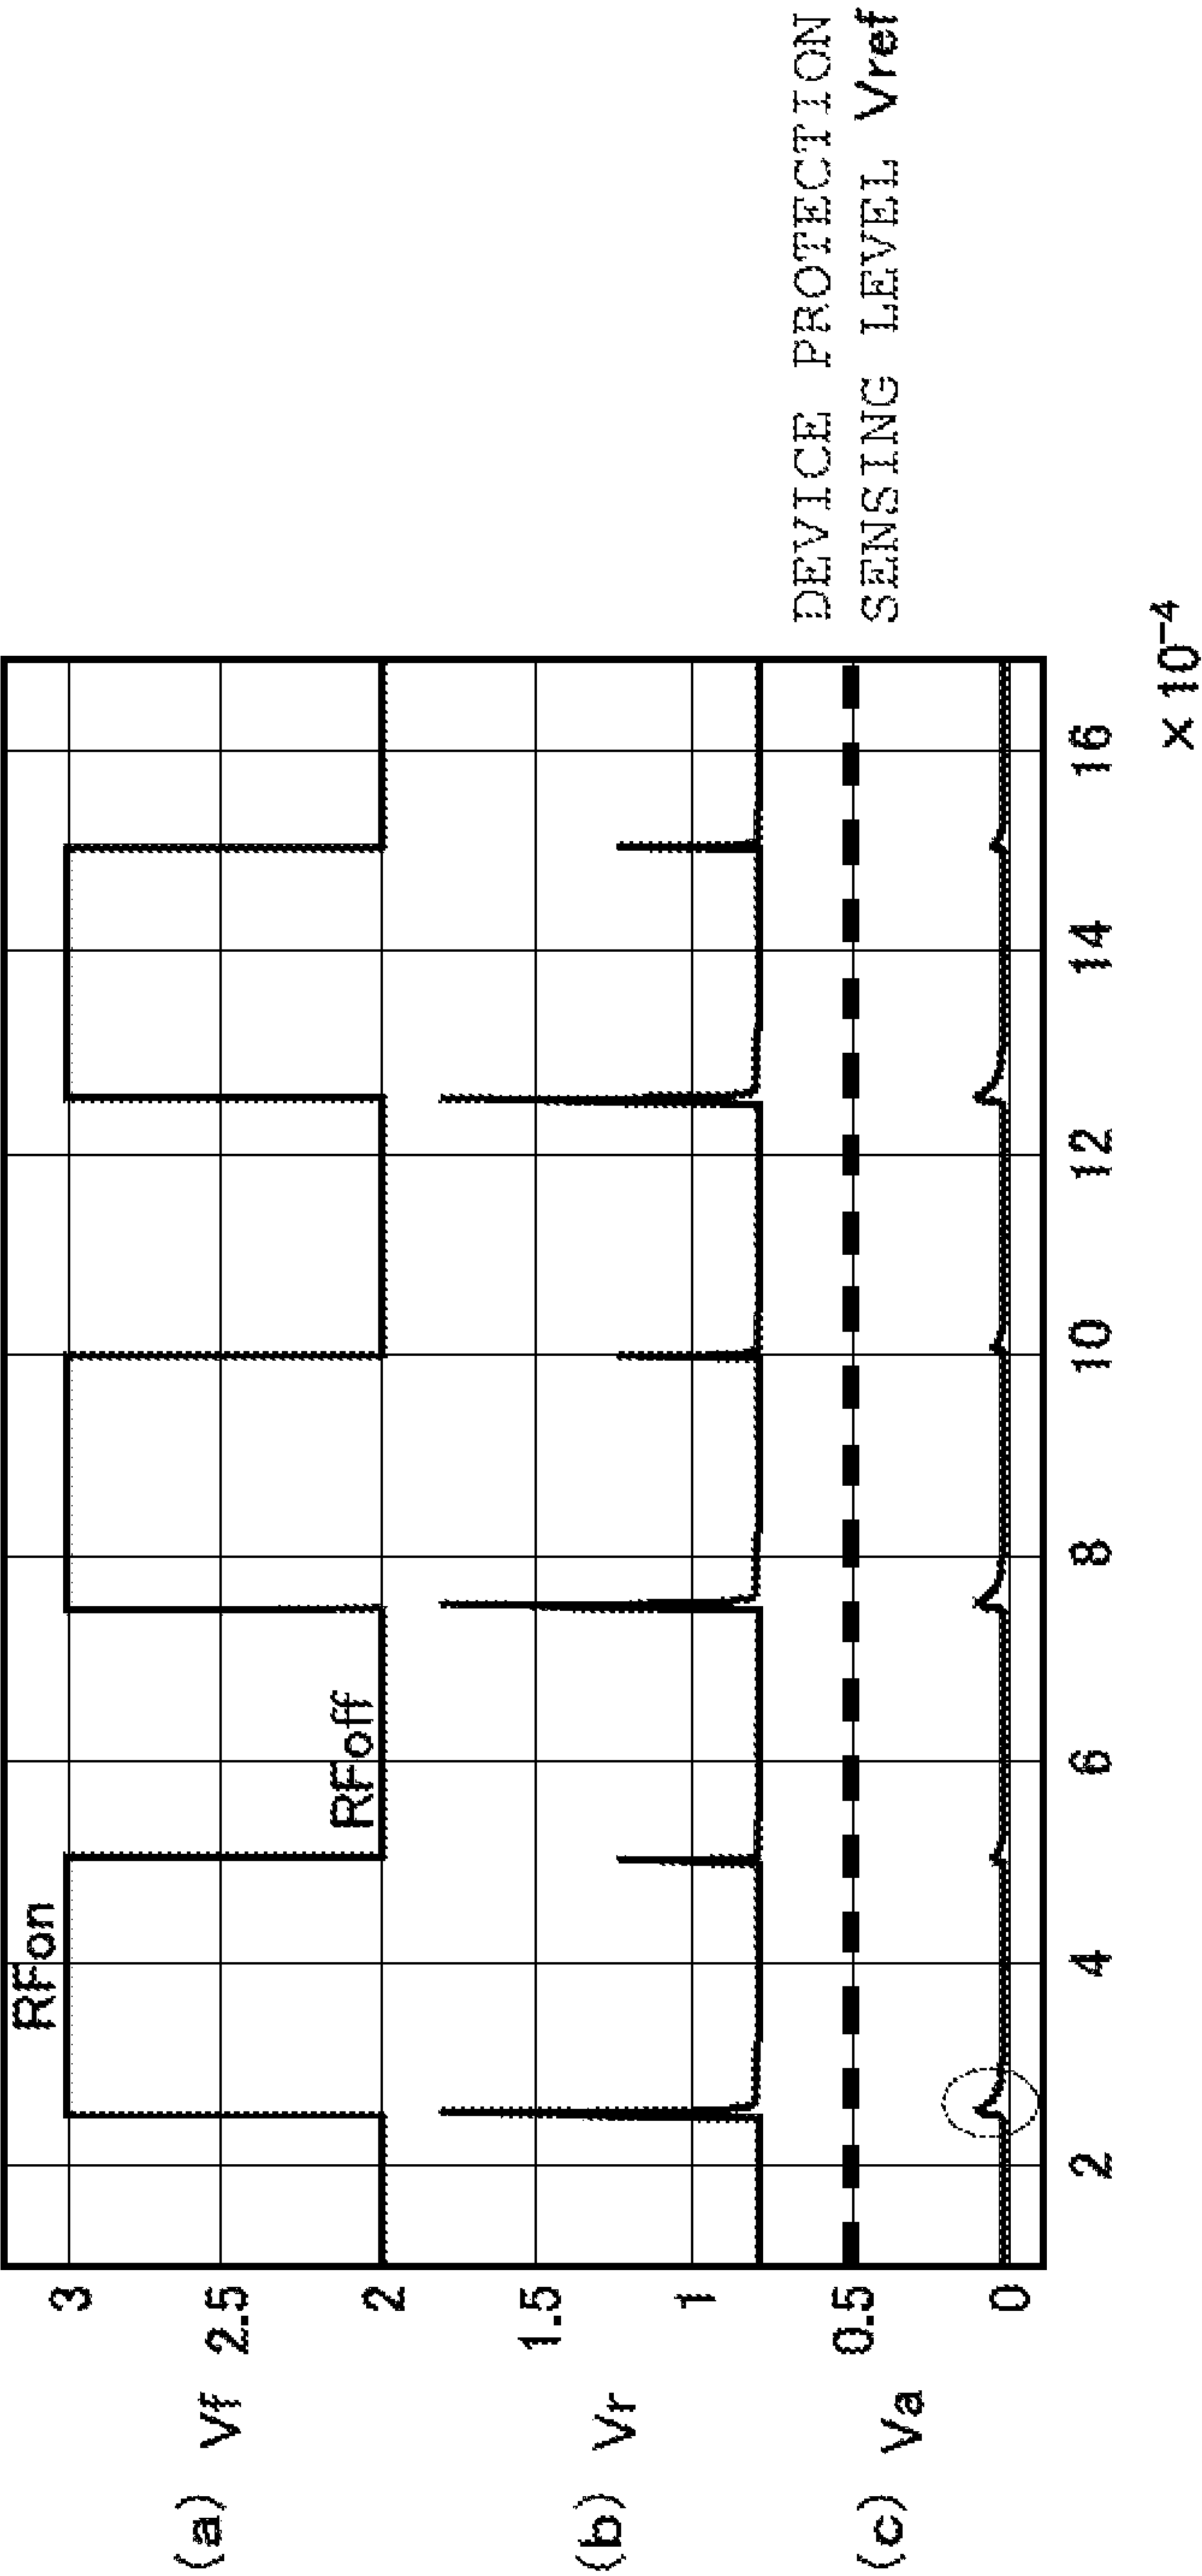 RFon
RFoff
(a) Vf
(b) Vr
(c) Va
3
2.5
2
1.5
1
0.5
0
2 4 6 8 10 12 14 16
× 10−4
DEVICE PROTECTION
SENSING LEVEL Vref